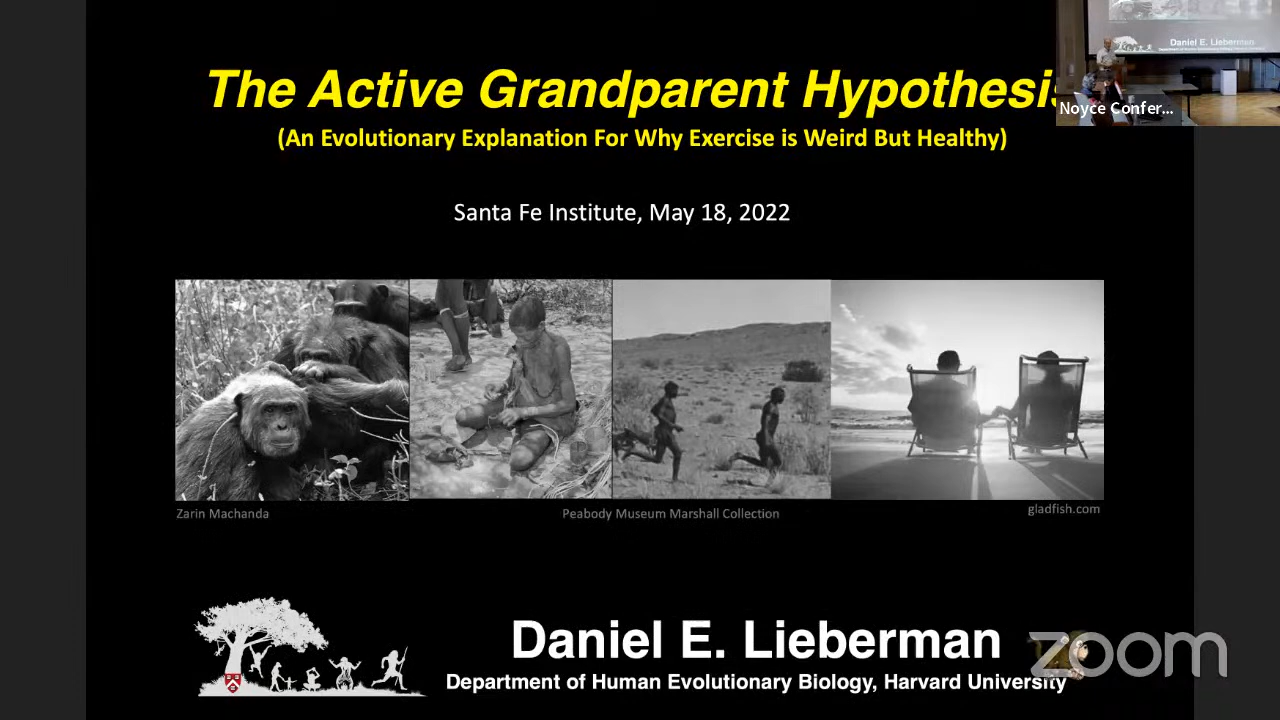 The Active Grandparent Hypothesis
(An Evolutionary Explanation For Why Exercise is Weird But Healthy)
Santa Fe Institute, May 18, 2022
Daniel E. Lieberman
Noyce Confer...
Zarin Machanda
Peabody Museum Marshall Collection
gladfish.com
Daniel E. Lieberman
Department of Human Evolutionary Biology, Harvard University
zoom